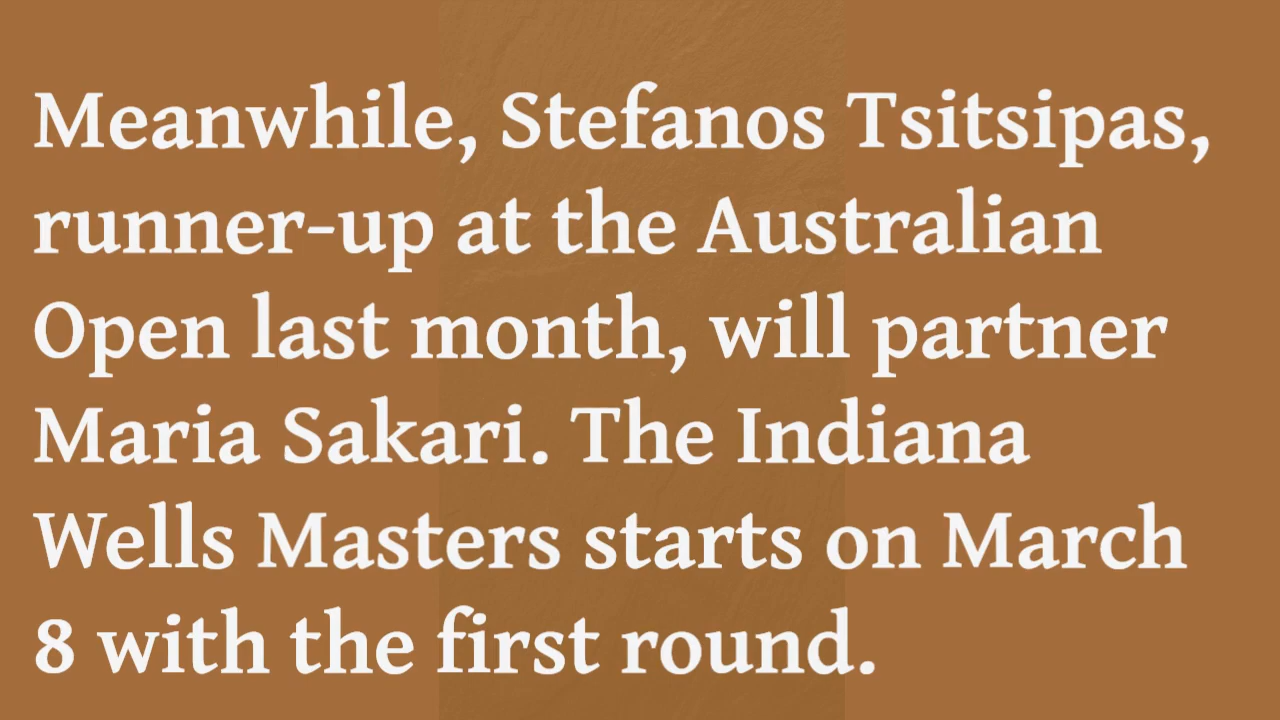 Meanwhile, Stefanos Tsitsipas,
runner-up at the Australian
Open last month, will partner
Maria Sakari. The Indiana
Wells Masters starts on March
8 with the first round.